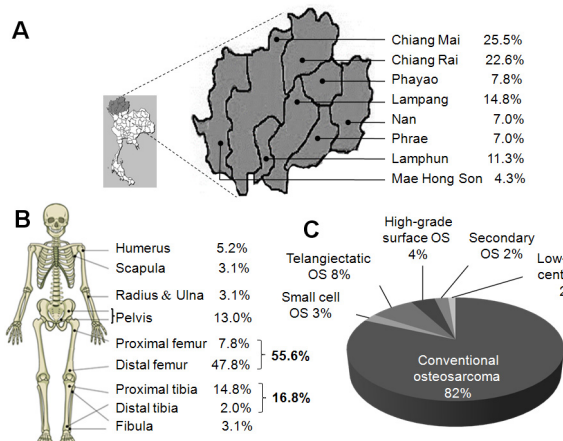 A
Chiang Mai 25.5%
Chiang Rai 22.6%
Phayao 7.8%
Lampang 14.8%
Nan 7.0%
Phrae 7.0%
Lamphun 11.3%
Mae Hong Son 4.3%
B
Humerus 5.2%
Scapula 3.1%
Radius & Ulna 3.1%
Pelvis 13.0%
Proximal femur 7.8%
55.6%
Distal femur 47.8%
Proximal tibia 14.8%
16.8%
Distal tibia 2.0%
Fibula 3.1%
C
High-grade
surface OS
4%
Secondary
OS 2%
Low-
cent
2
Telangiectatic
OS 8%
Small cell
OS 3%
Conventional
osteosarcoma
82%